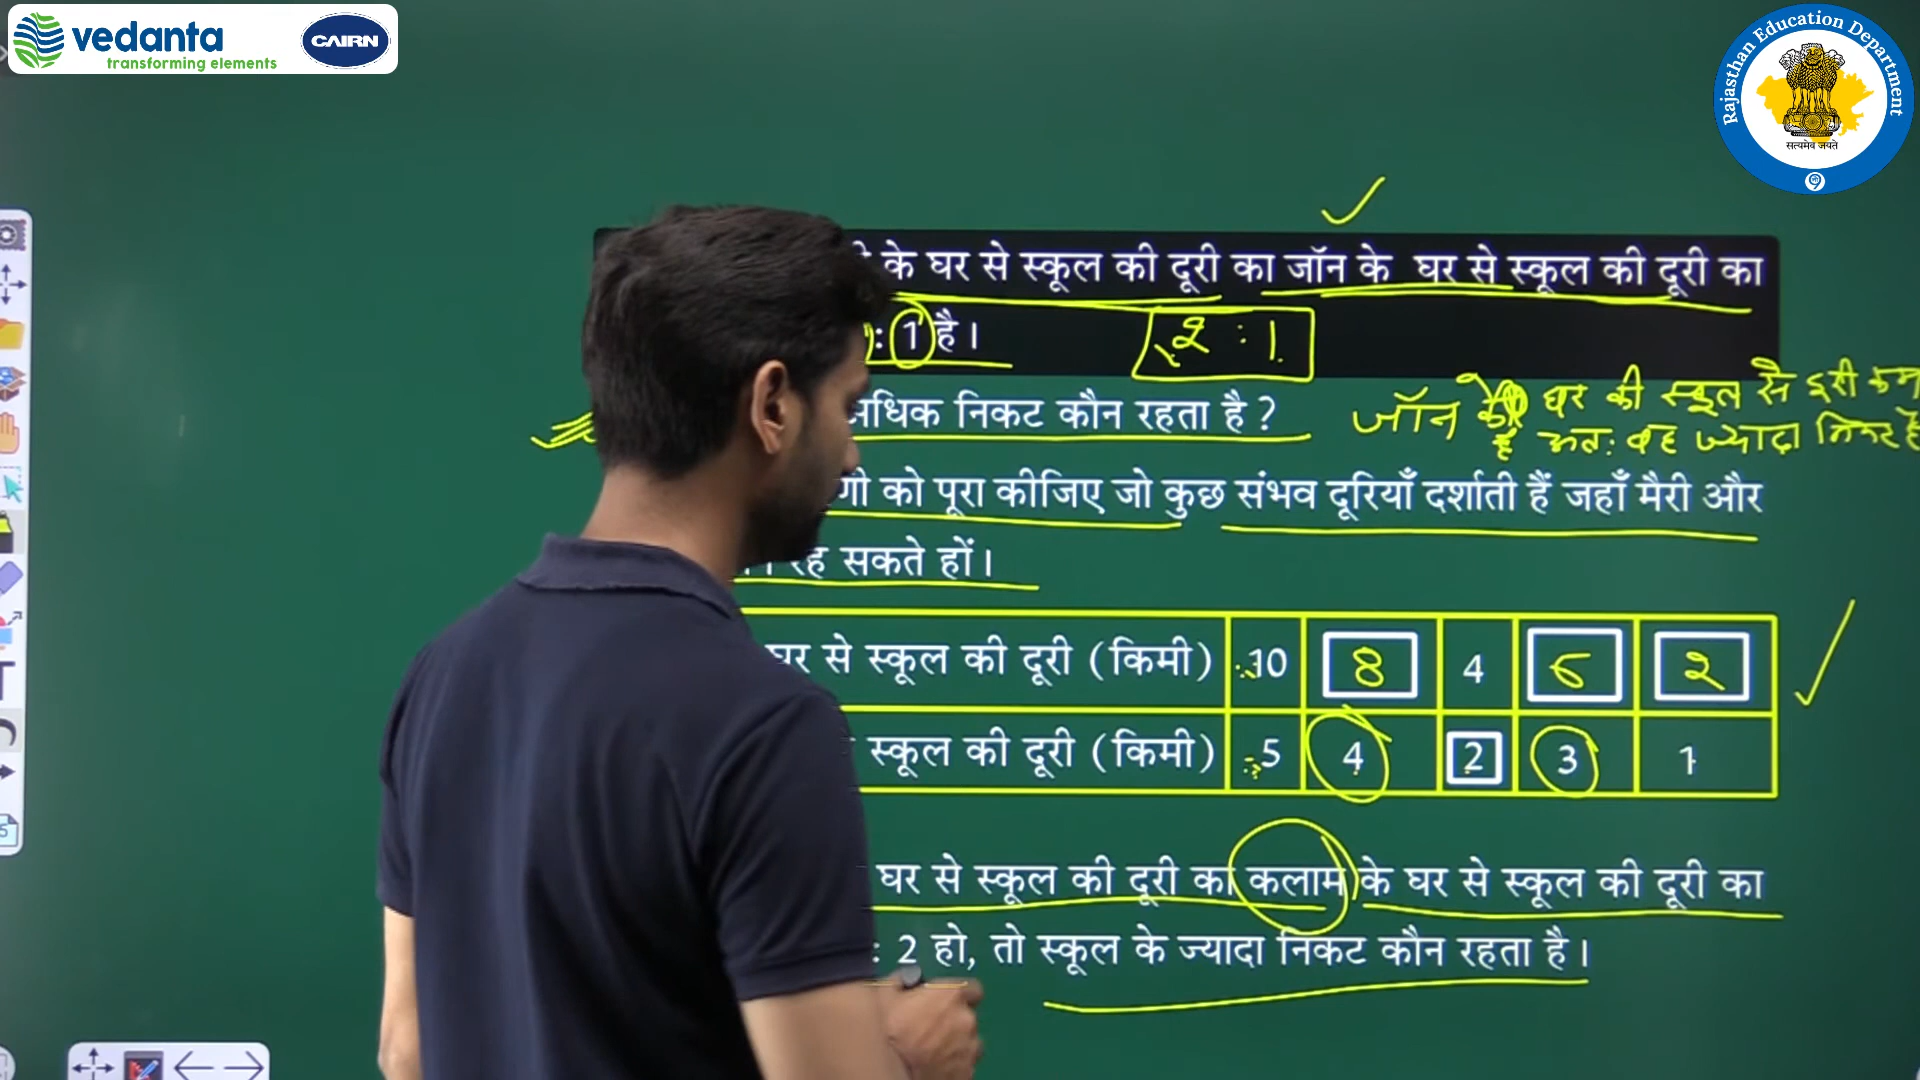 vedanta
transforming elements
CAIRN
Rajasthan Education Department
सत्यमेव जयते
के घर से स्कूल की दूरी का जॉन के घर से स्कूल की दूरी का
: 1 है।
2 : 1
अधिक निकट कौन रहता है ?
जॉन के घर की स्कूल से दूरी कम
है अतः वह ज्यादा निकट है
को पूरा कीजिए जो कुछ संभव दूरियाँ दर्शाती हैं जहाँ मैरी और
रह सकते हों।
घर से स्कूल की दूरी (किमी) 10 8 4 6 2
स्कूल की दूरी (किमी) 5 4 2 3 1
घर से स्कूल की दूरी का कलाम के घर से स्कूल की दूरी का
: 2 हो, तो स्कूल के ज्यादा निकट कौन रहता है।